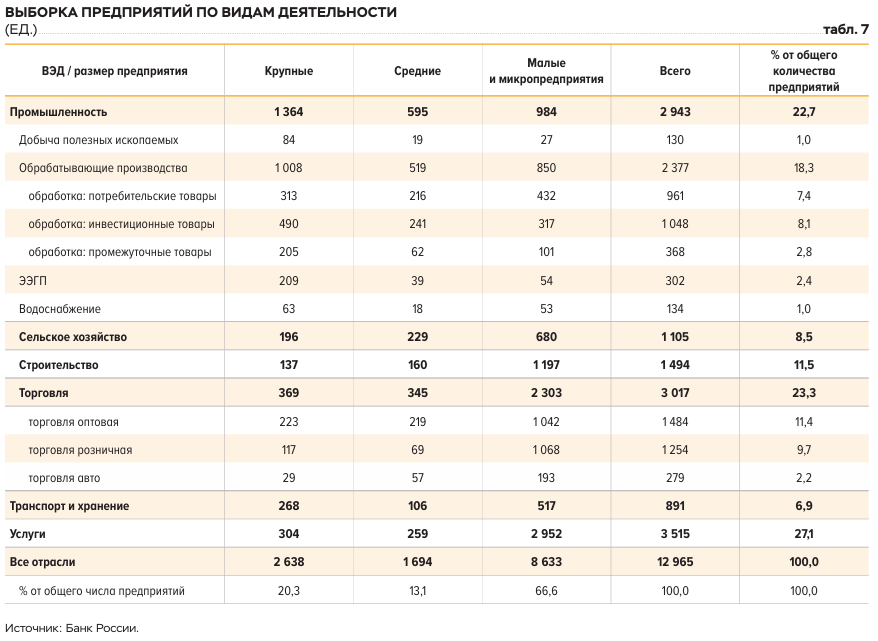 ВЫБОРКА ПРЕДПРИЯТИЙ ПО ВИДАМ ДЕЯТЕЛЬНОСТИ
(ЕД.) табл. 7
ВЭД / размер предприятия Крупные Средние Малые и микропредприятия Всего % от общего количества предприятий
Промышленность 1 364 595 984 2 943 22,7
Добыча полезных ископаемых 84 19 27 130 1,0
Обрабатывающие производства 1 008 519 850 2 377 18,3
обработка: потребительские товары 313 216 432 961 7,4
обработка: инвестиционные товары 490 241 317 1 048 8,1
обработка: промежуточные товары 205 62 101 368 2,8
ЭЭГП 209 39 54 302 2,4
Водоснабжение 63 18 53 134 1,0
Сельское хозяйство 196 229 680 1 105 8,5
Строительство 137 160 1 197 1 494 11,5
Торговля 369 345 2 303 3 017 23,3
торговля оптовая 223 219 1 042 1 484 11,4
торговля розничная 117 69 1 068 1 254 9,7
торговля авто 29 57 193 279 2,2
Транспорт и хранение 268 106 517 891 6,9
Услуги 304 259 2 952 3 515 27,1
Все отрасли 2 638 1 694 8 633 12 965 100,0
% от общего числа предприятий 20,3 13,1 66,6 100,0 100,0
Источник: Банк России.